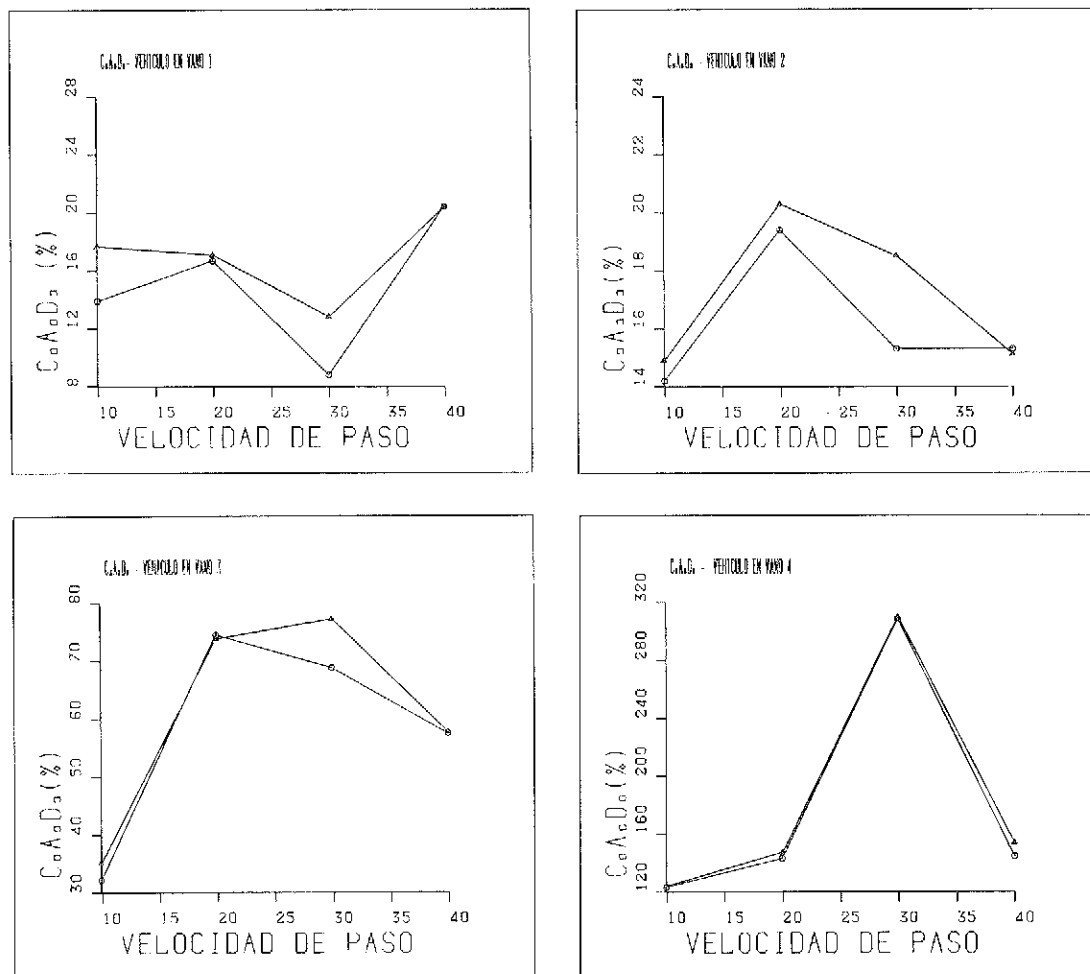 C.A.D. - VEHICULO EN VANO 1
28
24
20
16
12
8
C.A.D. (%)
10 15 20 25 30 35 40
VELOCIDAD DE PASO
C.A.D. - VEHICULO EN VANO 2
24
22
20
18
16
14
C.A.D. (%)
10 15 20 25 30 35 40
VELOCIDAD DE PASO
C.A.D. - VEHICULO EN VANO 3
80
70
60
50
40
30
C.A.D. (%)
10 15 20 25 30 35 40
VELOCIDAD DE PASO
C.A.D. - VEHICULO EN VANO 4
320
280
240
200
160
120
C.A.D. (%)
10 15 20 25 30 35 40
VELOCIDAD DE PASO